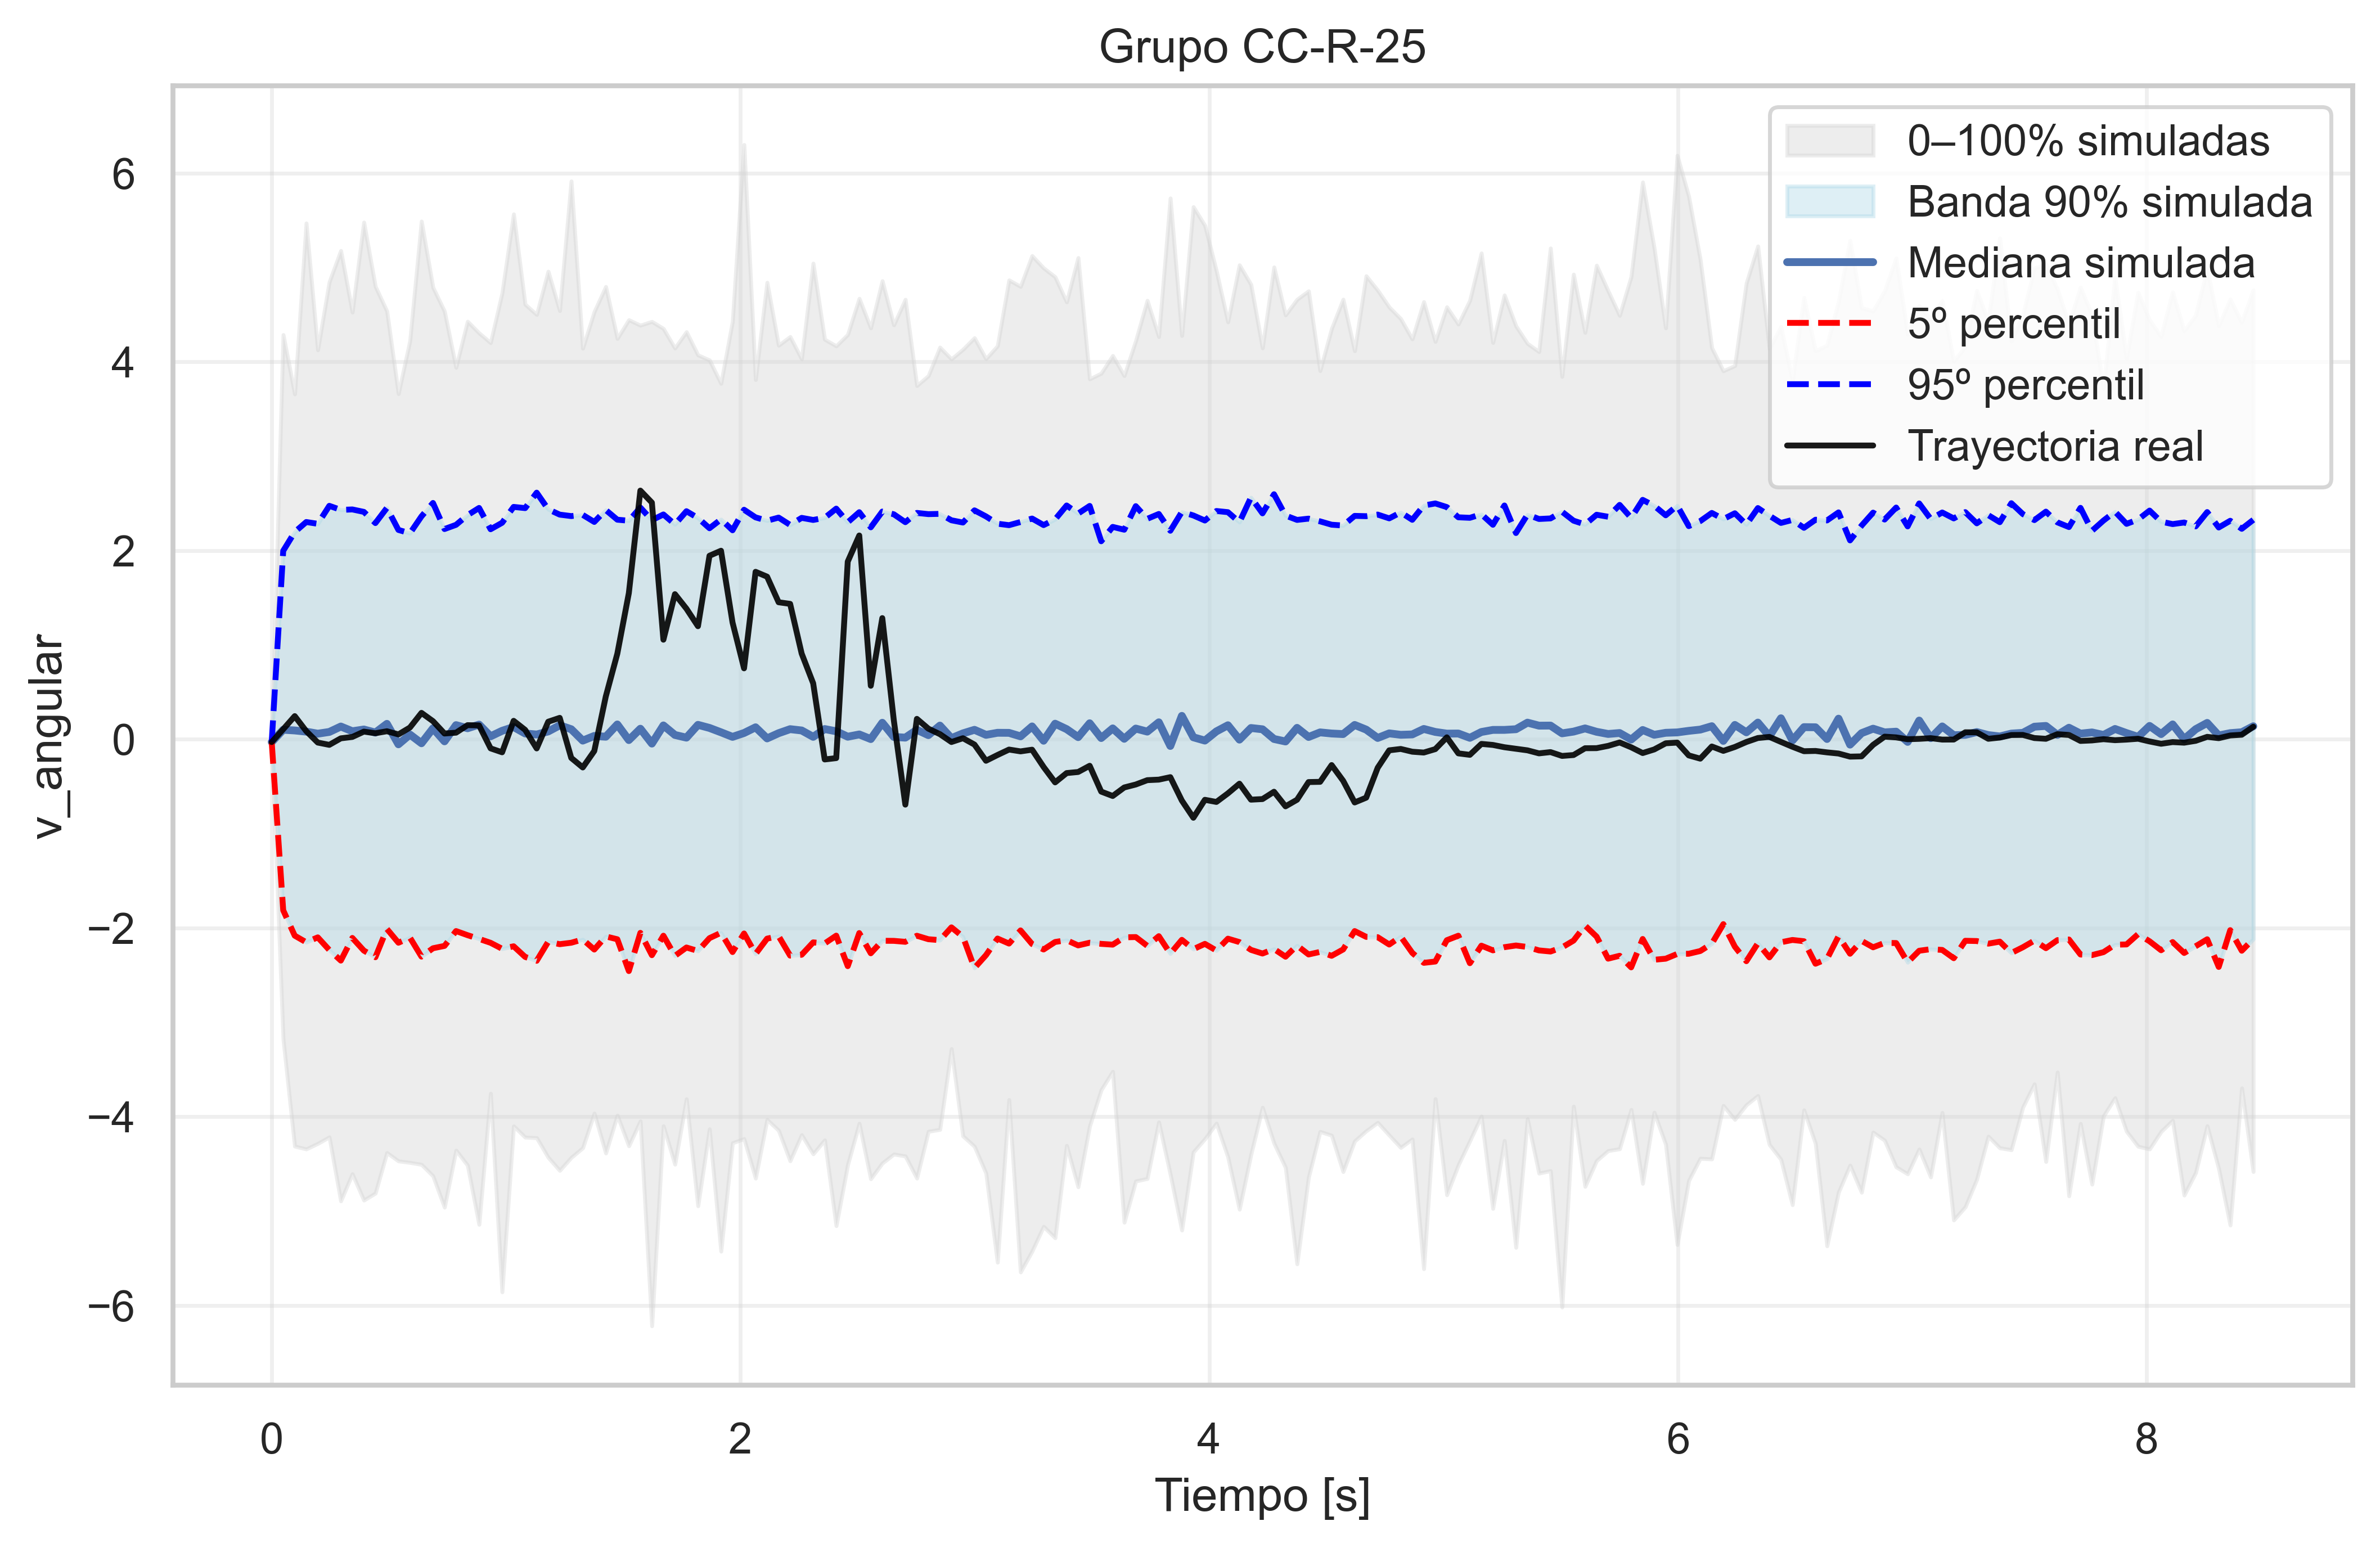 Grupo CC-R-25
0–100% simuladas
Banda 90% simulada
Mediana simulada
5º percentil
95º percentil
Trayectoria real
6
4
2
0
−2
−4
−6
v_angular
0 2 4 6 8
Tiempo [s]